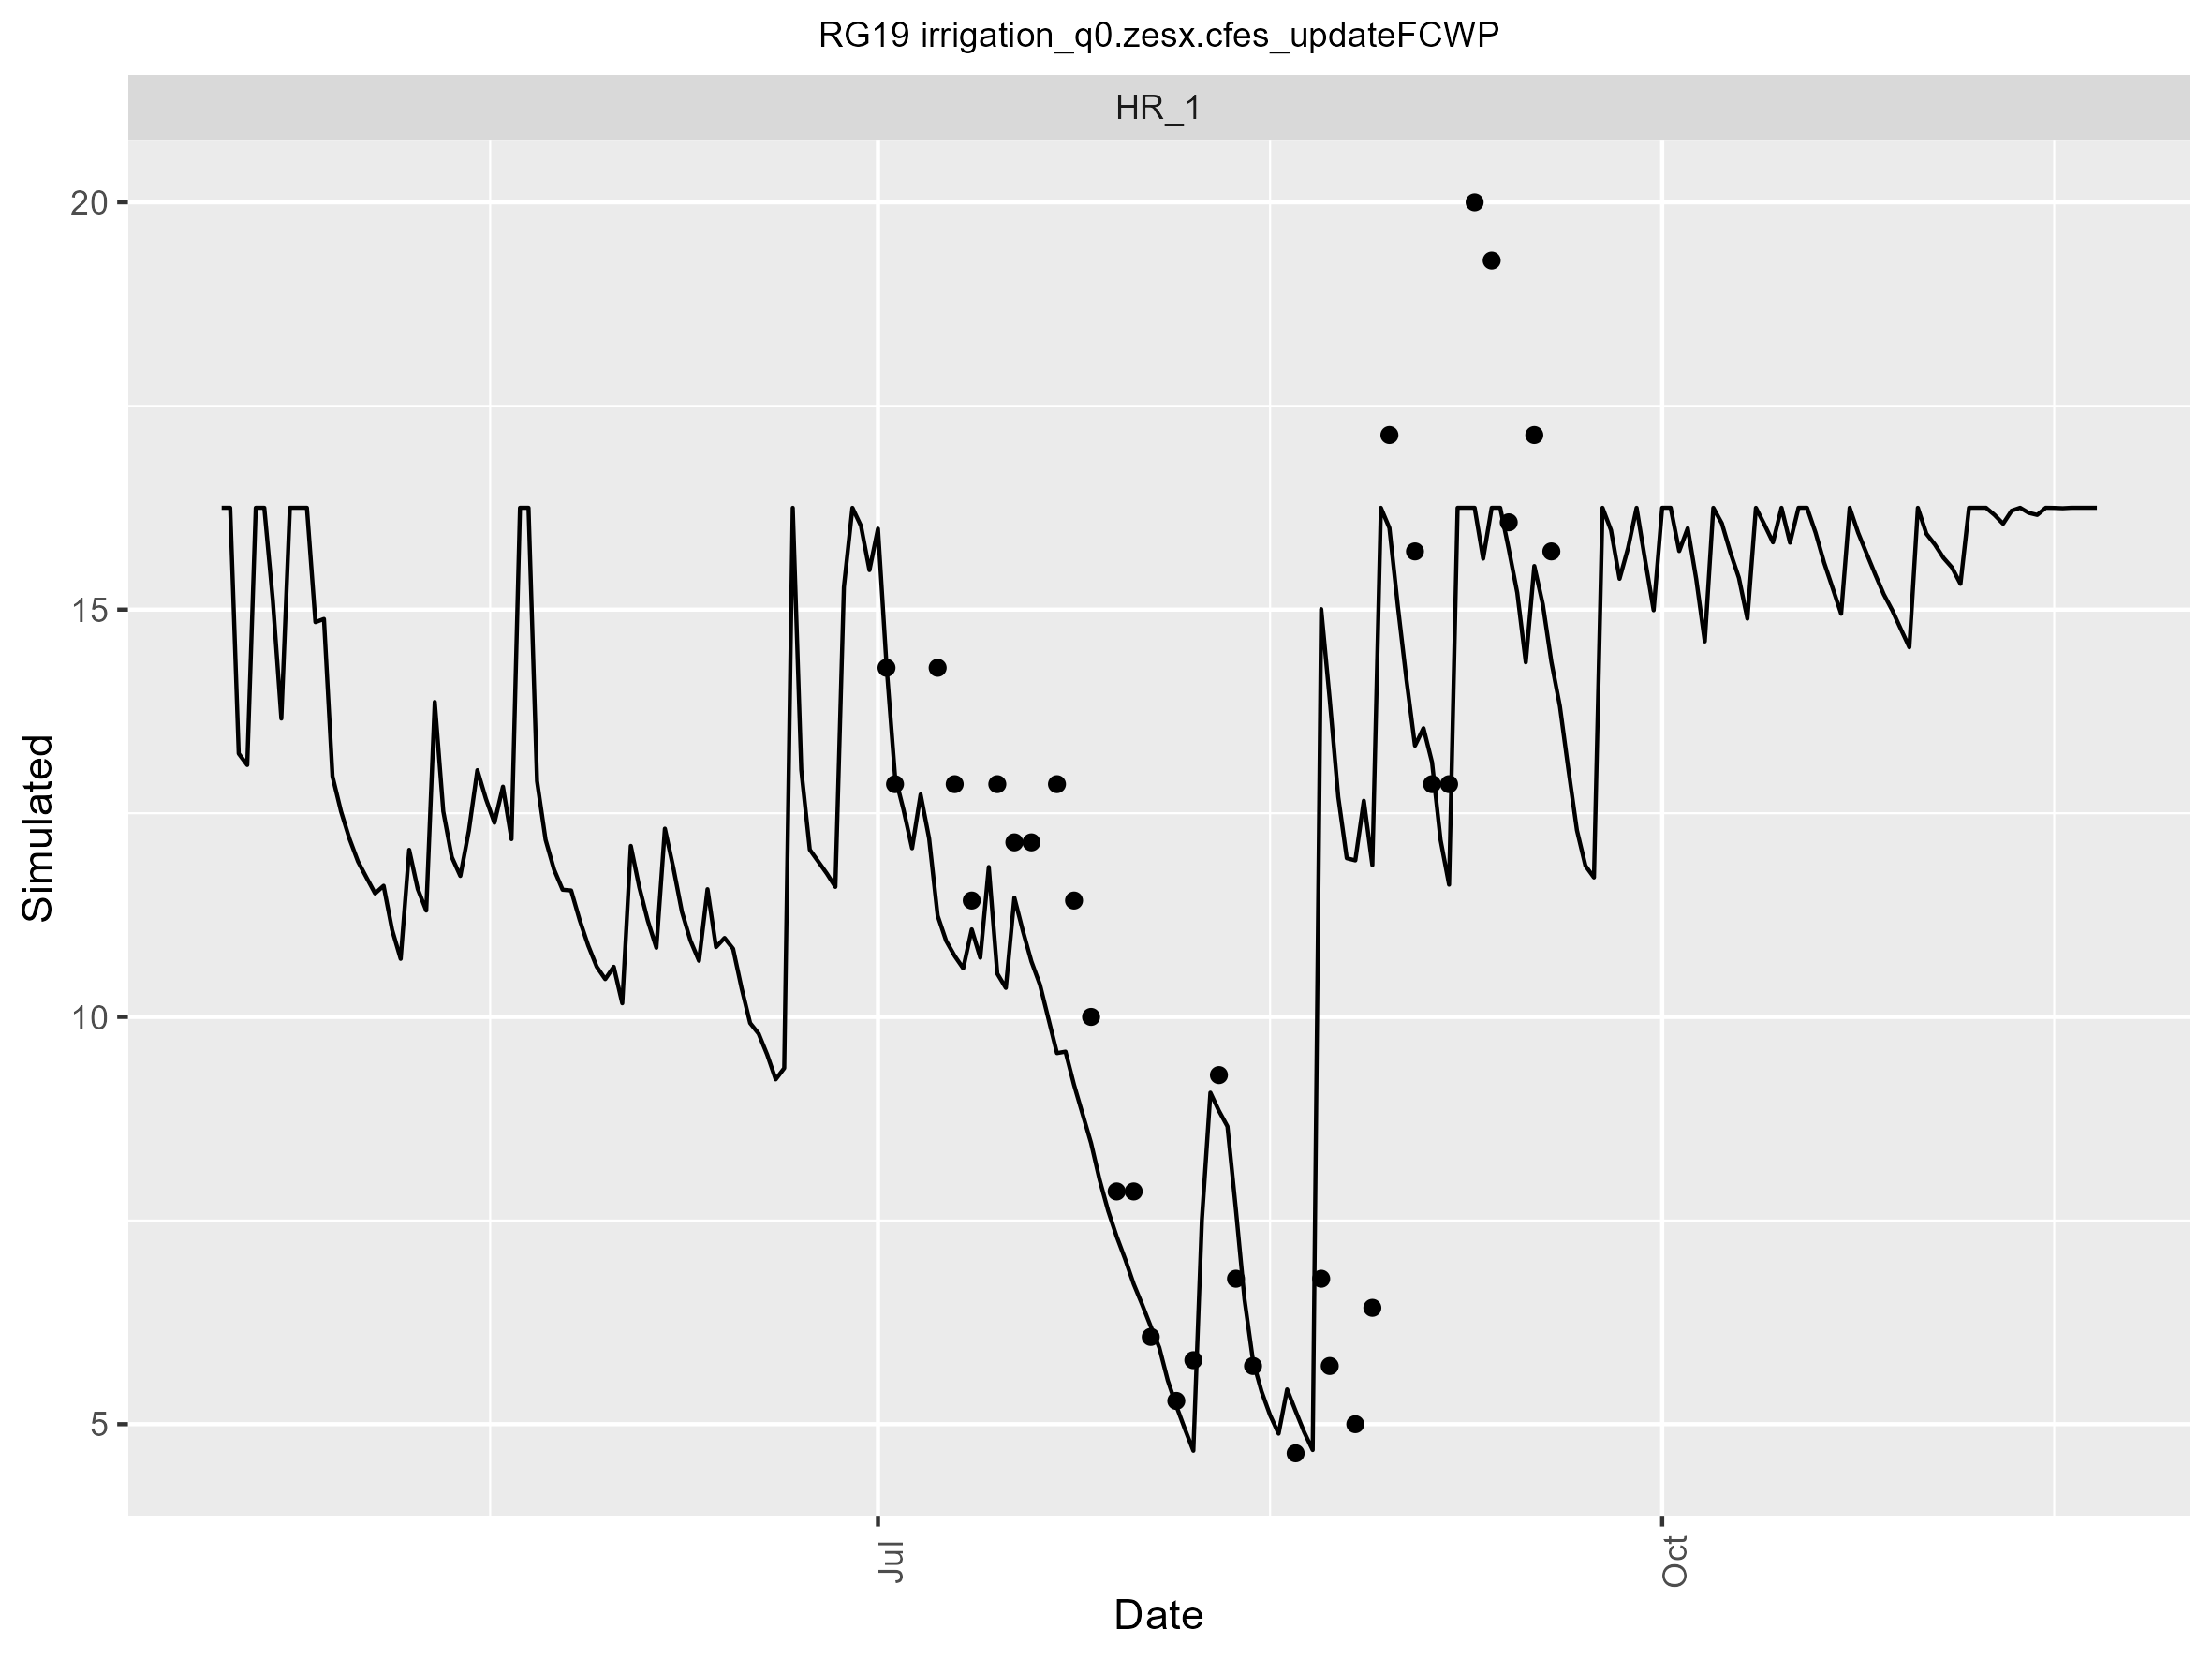 RG19 irrigation_q0.zesx.cfes_updateFCWP
HR_1
20
15
10
5
Simulated
Jul
Oct
Date